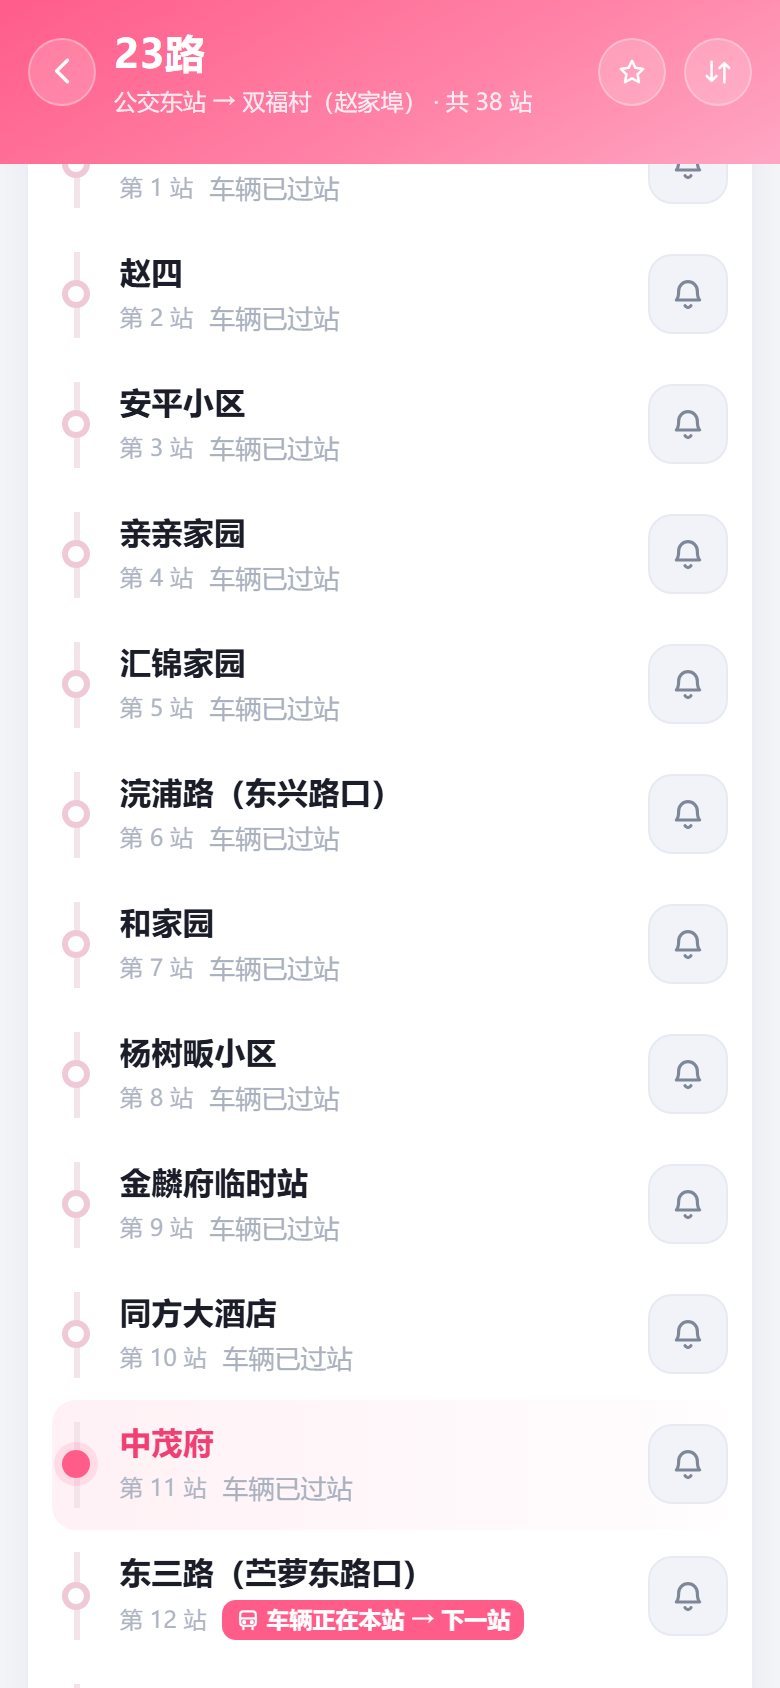 23路
公交东站 → 双福村（赵家埠） · 共 38 站
第 1 站 车辆已过站
赵四
第 2 站 车辆已过站
安平小区
第 3 站 车辆已过站
亲亲家园
第 4 站 车辆已过站
汇锦家园
第 5 站 车辆已过站
浣浦路（东兴路口）
第 6 站 车辆已过站
和家园
第 7 站 车辆已过站
杨树畈小区
第 8 站 车辆已过站
金麟府临时站
第 9 站 车辆已过站
同方大酒店
第 10 站 车辆已过站
中茂府
第 11 站 车辆已过站
东三路（苎萝东路口）
第 12 站 车辆正在本站 → 下一站